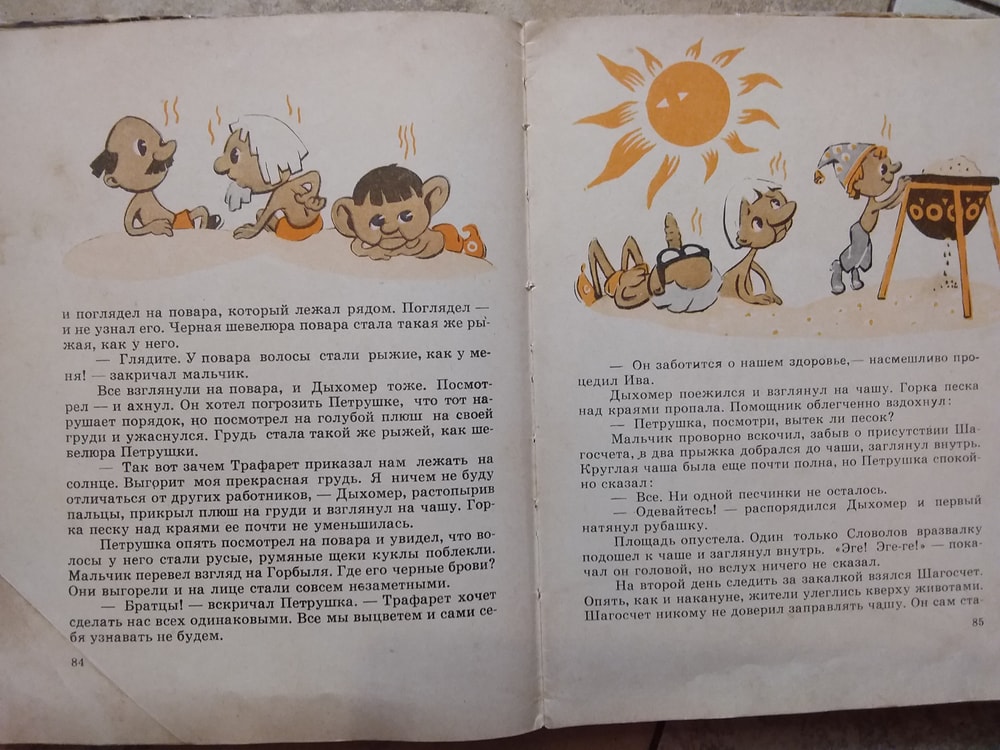 и поглядел на повара, который лежал рядом. Поглядел —
и не узнал его. Черная шевелюра повара стала такая же ры-
жая, как у него.
— Глядите. У повара волосы стали рыжие, как у ме-
ня! — закричал мальчик.
Все взглянули на повара, и Дыхомер тоже. Посмот-
рел — и ахнул. Он хотел погрозить Петрушке, что тот на-
рушает порядок, но посмотрел на голубой плюш на своей
груди и ужаснулся. Грудь стала такой же рыжей, как ше-
велюра Петрушки.
— Так вот зачем Трафарет приказал нам лежать на
солнце. Выгорит моя прекрасная грудь. Я ничем не буду
отличаться от других работников, — Дыхомер, растопырив
пальцы, прикрыл плюш на груди и взглянул на чашу. Гор-
ка песку над краями ее почти не уменьшилась.
Петрушка опять посмотрел на повара и увидел, что во-
лосы у него стали русые, румяные щеки куклы поблекли.
Мальчик перевел взгляд на Горбыля. Где его черные брови?
Они выгорели и на лице стали совсем незаметными.
— Братцы! — вскричал Петрушка. — Трафарет хочет
сделать нас всех одинаковыми. Все мы выцветем и сами се-
бя узнавать не будем.
84
— Он заботится о нашем здоровье,— насмешливо про-
цедил Ива.
Дыхомер поежился и взглянул на чашу. Горка песка
над краями пропала. Помощник облегченно вздохнул:
— Петрушка, посмотри, вытек ли песок?
Мальчик проворно вскочил, забыв о присутствии Ша-
госчета, в два прыжка добрался до чаши, заглянул внутрь.
Круглая чаша была еще почти полна, но Петрушка спокой-
но сказал:
— Все. Ни одной песчинки не осталось.
— Одевайтесь! — распорядился Дыхомер и первый
натянул рубашку.
Площадь опустела. Один только Словолов вразвалку
подошел к чаше и заглянул внутрь. «Эге! Эге-ге!» — пока-
чал он головой, но вслух ничего не сказал.
На второй день следить за закалкой взялся Шагосчет.
Опять, как и накануне, жители улеглись кверху животами.
Шагосчет никому не доверил заправлять чашу. Он сам ста-
85